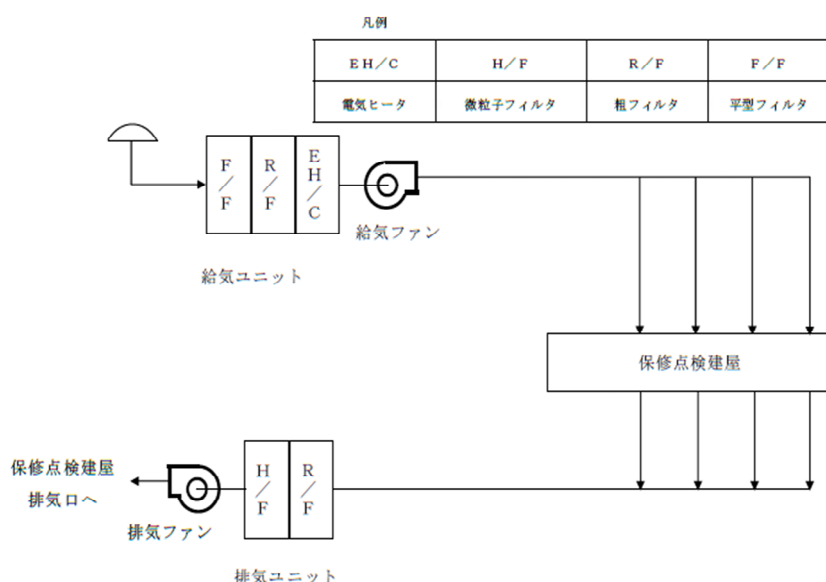 凡例
EH/C H/F R/F F/F
電気ヒータ 微粒子フィルタ 粗フィルタ 平型フィルタ
F/F R/F EH/C
給気ファン
給気ユニット
保修点検建屋
保修点検建屋
排気口へ
H/F R/F
排気ファン
排気ユニット